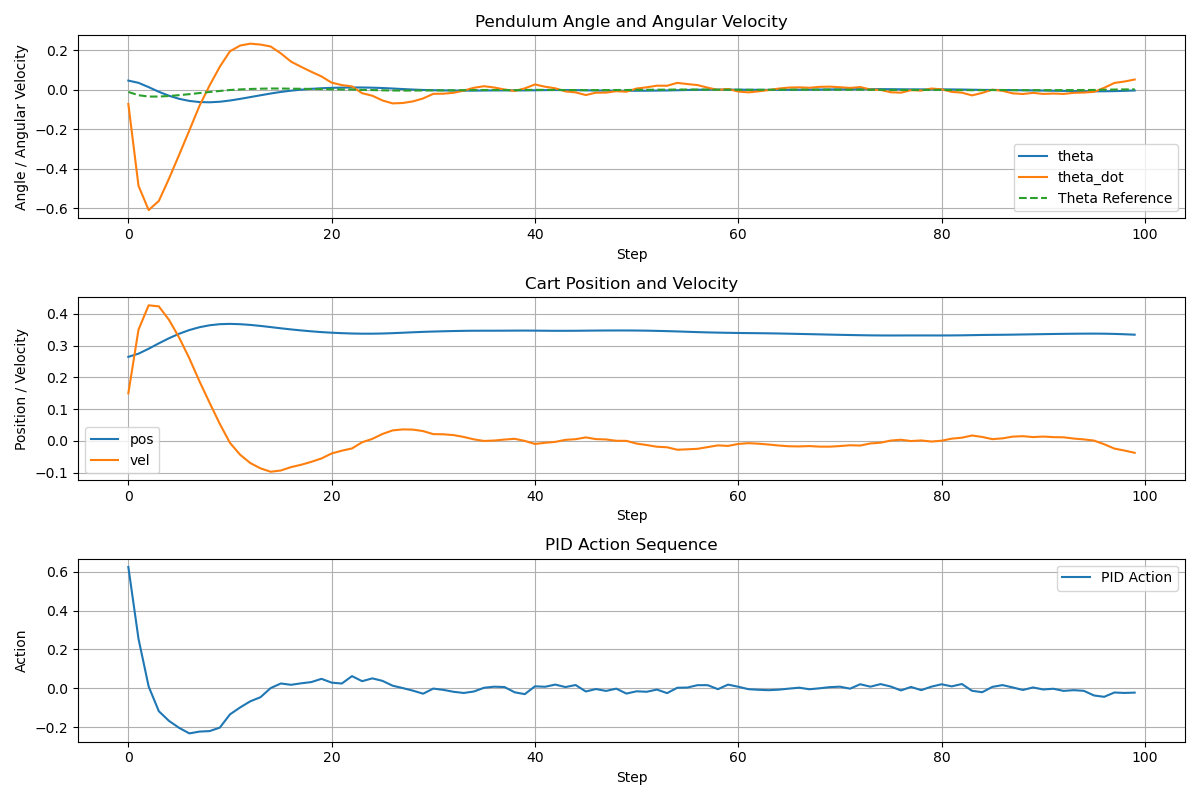 Pendulum Angle and Angular Velocity
Angle / Angular Velocity
0.2
0.0
−0.2
−0.4
−0.6
theta
theta_dot
Theta Reference
0 20 40 60 80 100
Step
Cart Position and Velocity
Position / Velocity
0.4
0.3
0.2
0.1
0.0
−0.1
pos
vel
0 20 40 60 80 100
Step
PID Action Sequence
Action
0.6
0.4
0.2
0.0
−0.2
PID Action
0 20 40 60 80 100
Step